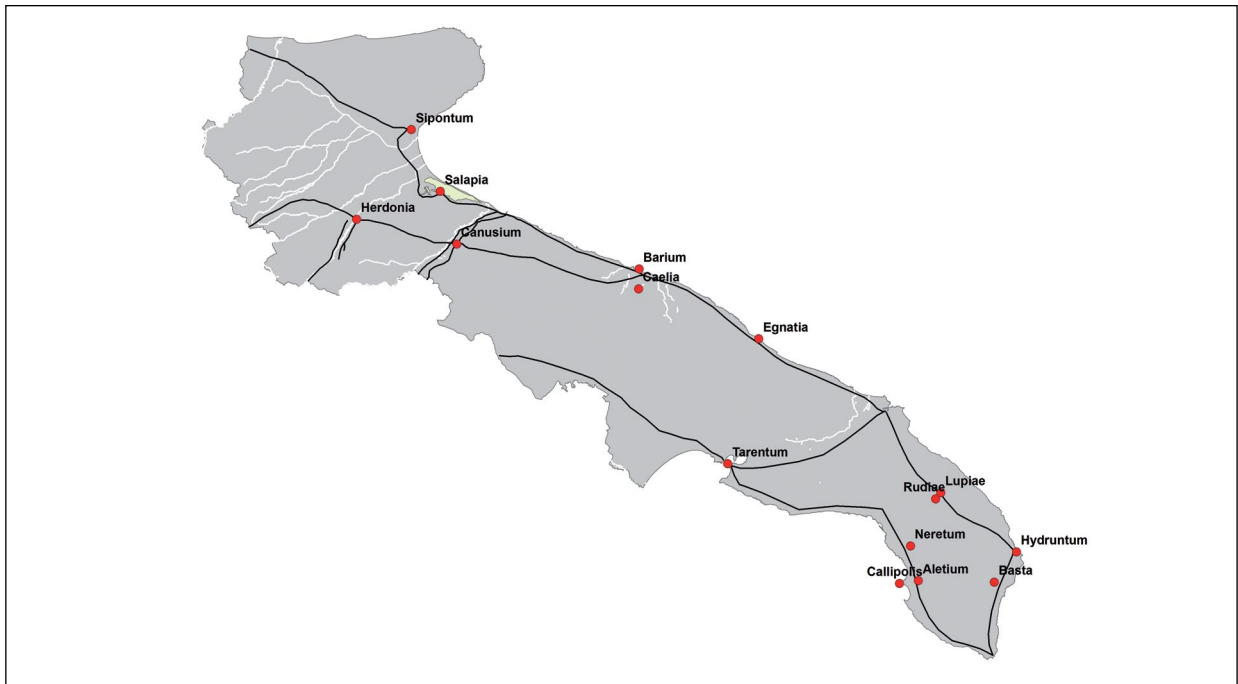 Sipontum
Salapia
Herdonia
Canusium
Barium
Caelia
Egnatia
Tarentum
Lupiae
Rudiae
Neretum
Hydruntum
Callipolis
Aletium
Basta